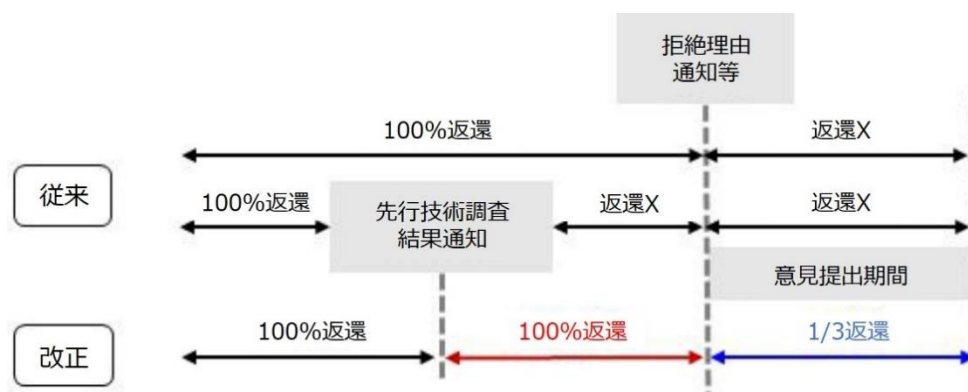 拒絶理由
通知等
100%返還
返還X
従来
100%返還
先行技術調査
結果通知
返還X
返還X
意見提出期間
改正
100%返還
100%返還
1/3返還